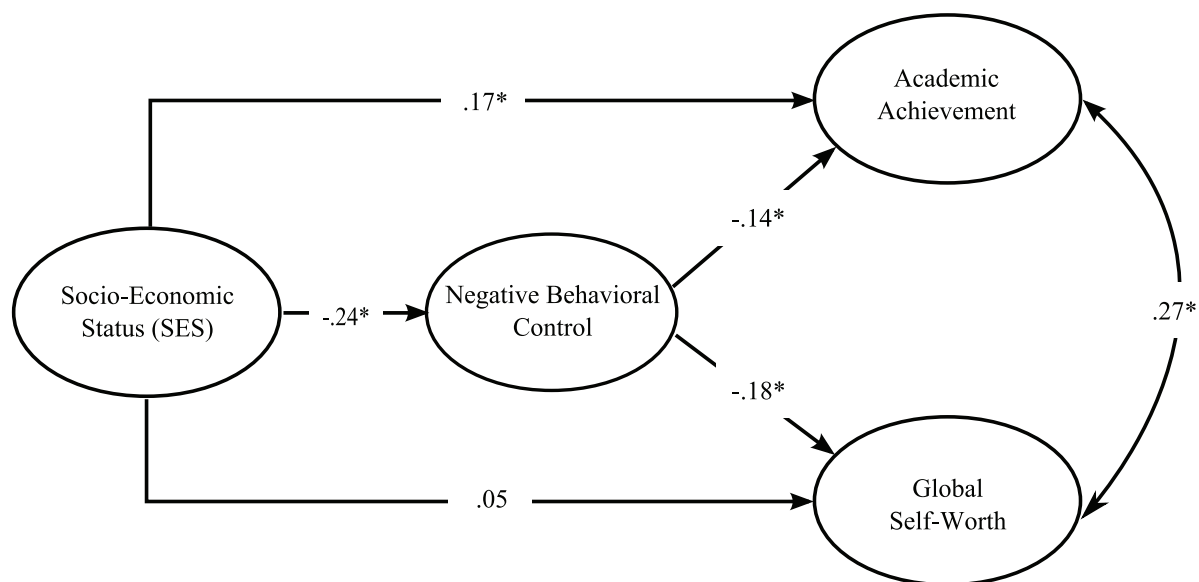 Academic
Achievement
.17*
-.14*
Socio-Economic
Status (SES)
-.24*
Negative Behavioral
Control
.27*
-.18*
.05
Global
Self-Worth